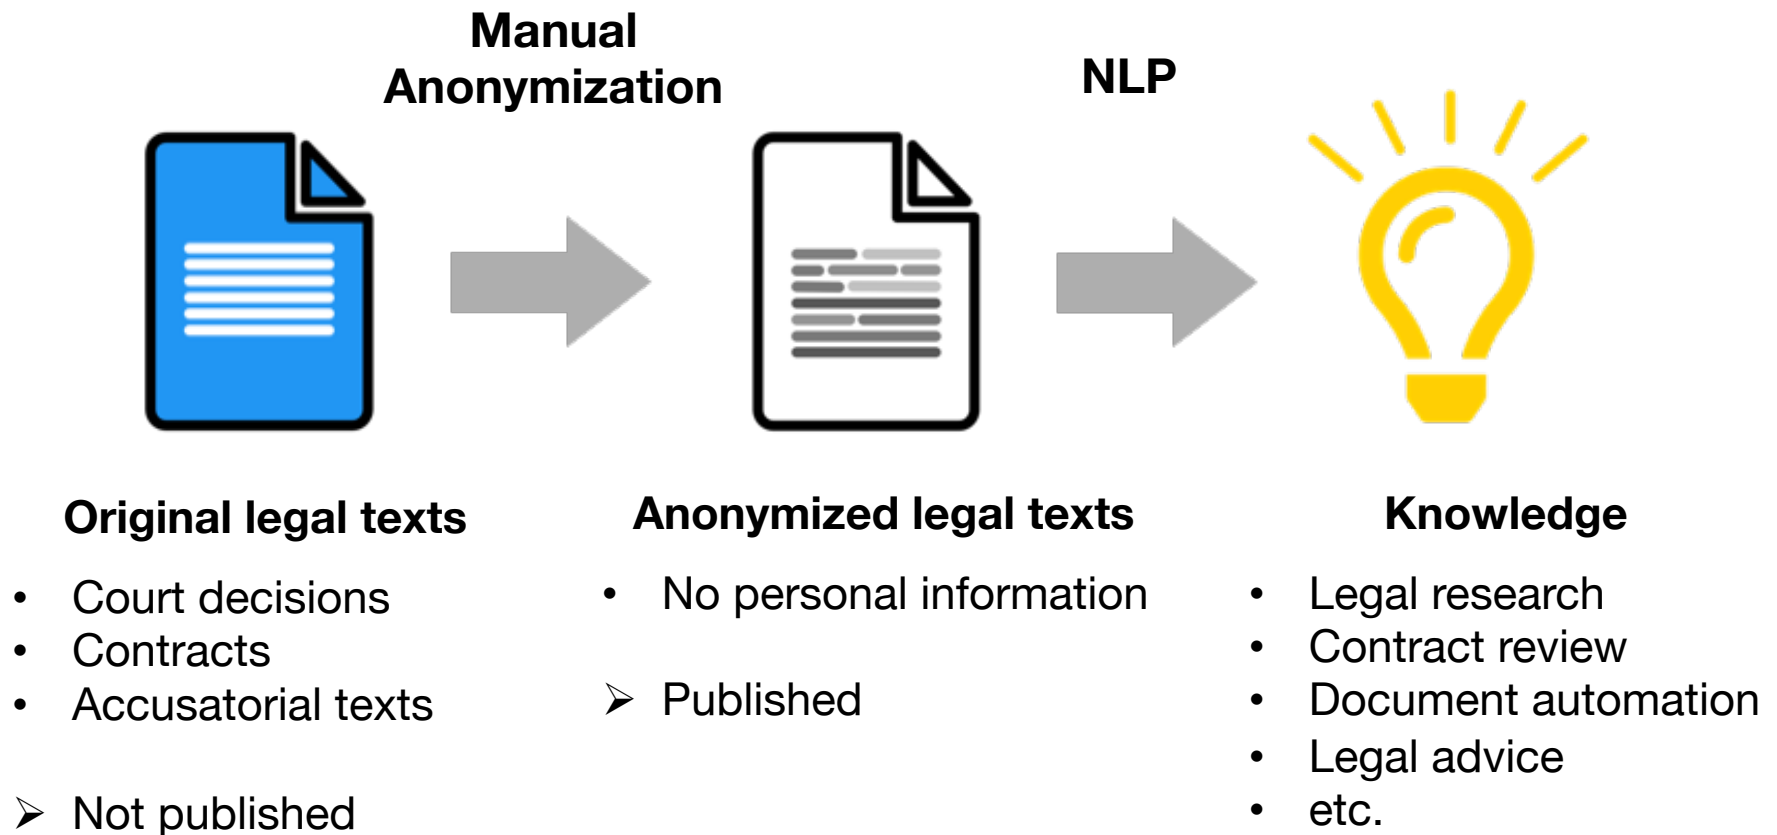 Manual
Anonymization
NLP
Original legal texts
• Court decisions
• Contracts
• Accusatorial texts
➢ Not published
Anonymized legal texts
• No personal information
➢ Published
Knowledge
• Legal research
• Contract review
• Document automation
• Legal advice
• etc.